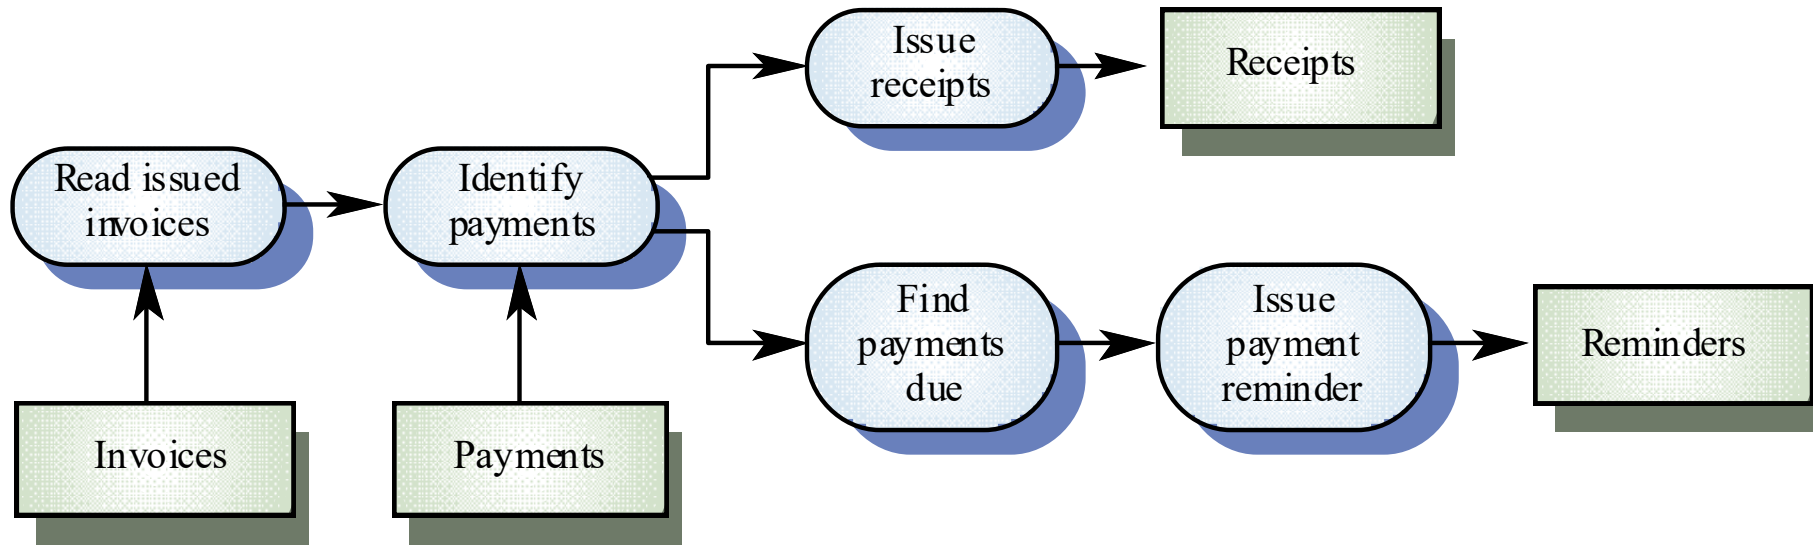 Issue
receipts
Receipts
Read issued
invoices
Identify
payments
Find
payments
due
Issue
payment
reminder
Reminders
Invoices
Payments